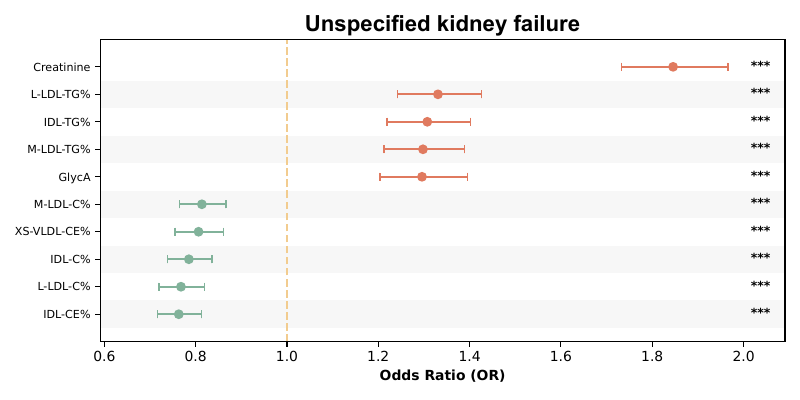 Unspecified kidney failure
Creatinine ***
L-LDL-TG% ***
IDL-TG% ***
M-LDL-TG% ***
GlycA ***
M-LDL-C% ***
XS-VLDL-CE% ***
IDL-C% ***
L-LDL-C% ***
IDL-CE% ***
0.6 0.8 1.0 1.2 1.4 1.6 1.8 2.0
Odds Ratio (OR)